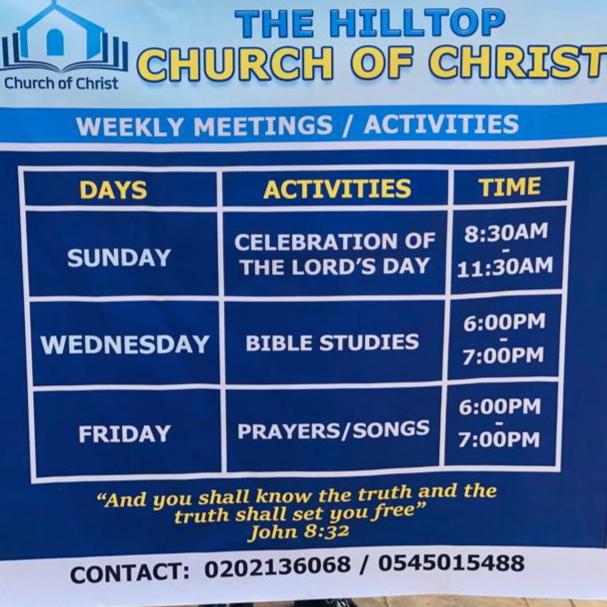 THE HILLTOP
CHURCH OF CHRIST
Church of Christ
WEEKLY MEETINGS / ACTIVITIES
DAYS ACTIVITIES TIME
SUNDAY CELEBRATION OF THE LORD'S DAY 8:30AM - 11:30AM
WEDNESDAY BIBLE STUDIES 6:00PM - 7:00PM
FRIDAY PRAYERS/SONGS 6:00PM - 7:00PM
"And you shall know the truth and the
truth shall set you free"
John 8:32
CONTACT: 0202136068 / 0545015488